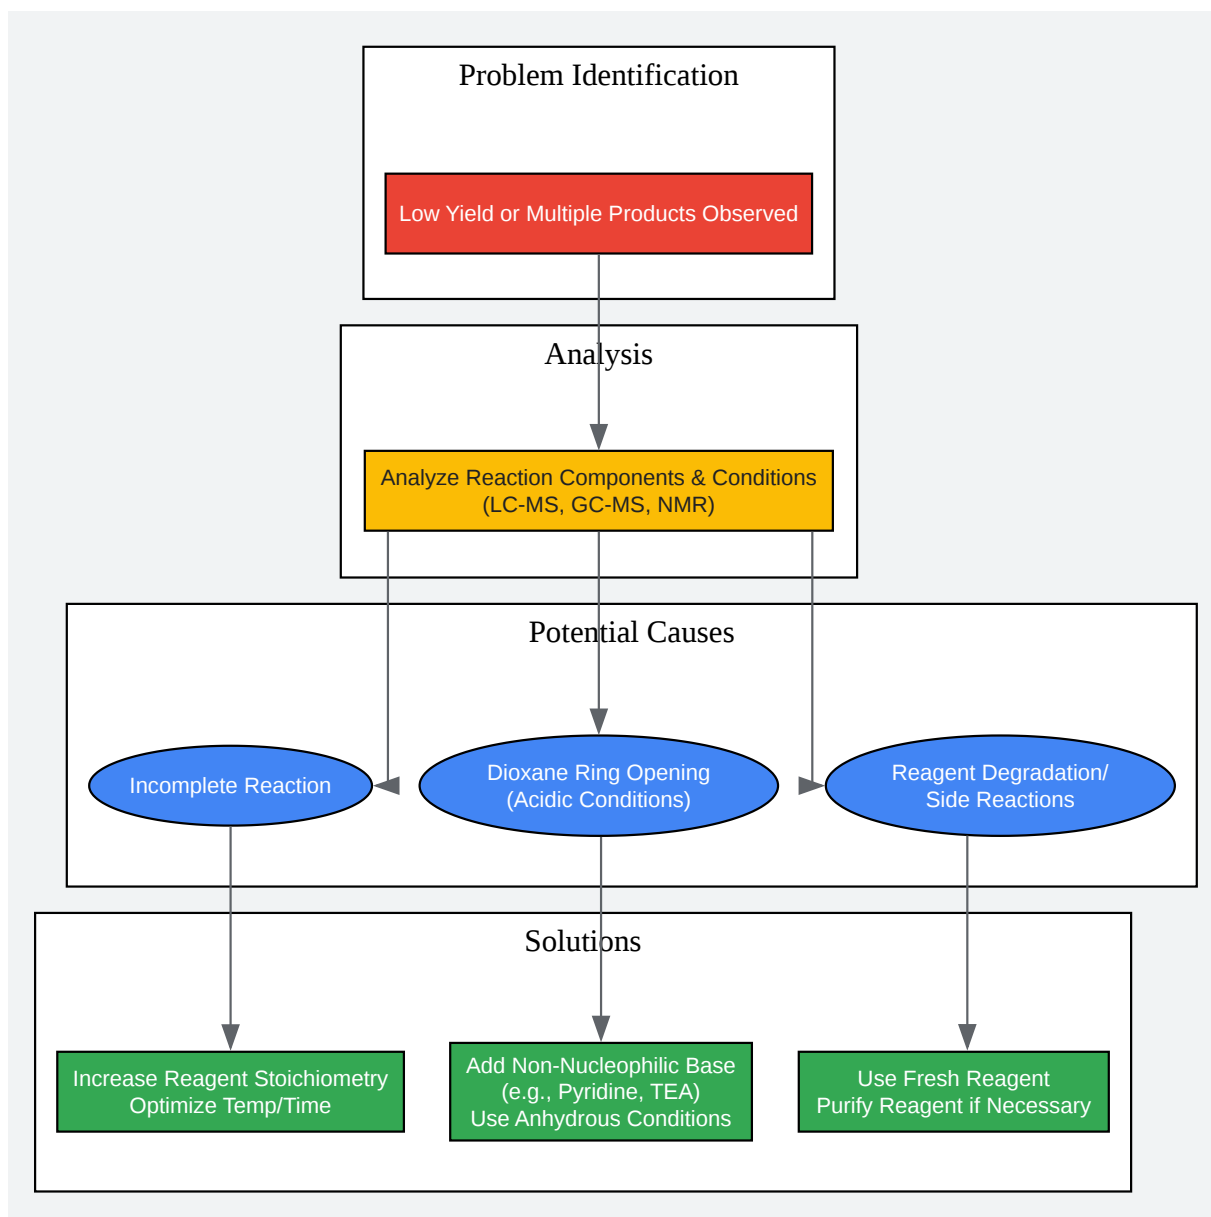 Problem Identification
Low Yield or Multiple Products Observed
Analysis
Analyze Reaction Components & Conditions
(LC-MS, GC-MS, NMR)
Potential Causes
Incomplete Reaction
Dioxane Ring Opening
(Acidic Conditions)
Reagent Degradation/
Side Reactions
Solutions
Increase Reagent Stoichiometry
Optimize Temp/Time
Add Non-Nucleophilic Base
(e.g., Pyridine, TEA)
Use Anhydrous Conditions
Use Fresh Reagent
Purify Reagent if Necessary